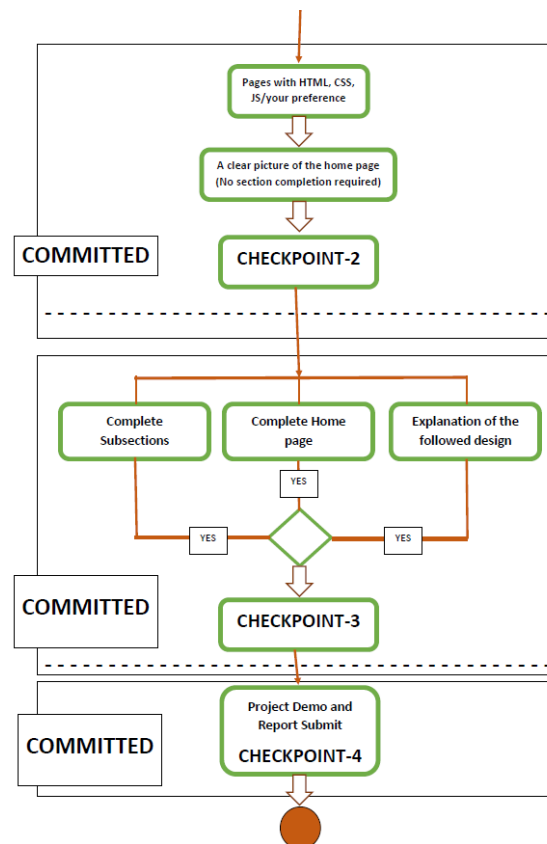 Pages with HTML, CSS,
JS/your preference
A clear picture of the home page
(No section completion required)
COMMITTED
CHECKPOINT-2
Complete
Subsections
Complete Home
page
Explanation of the
followed design
YES
YES
YES
COMMITTED
CHECKPOINT-3
Project Demo and
Report Submit
COMMITTED
CHECKPOINT-4